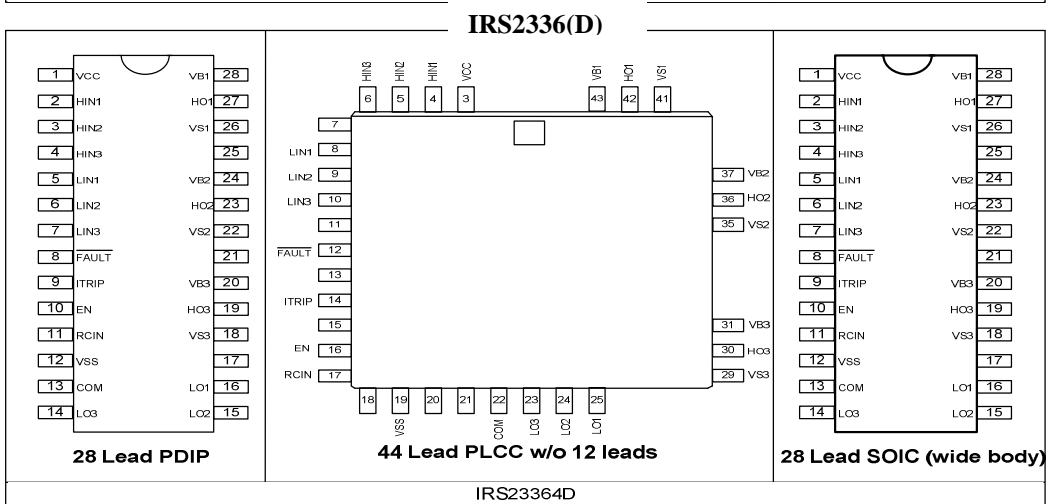 IRS2336(D)
1 VCC VB1 28
2 HIN1 HO1 27
3 HIN2 VS1 26
4 HIN3 25
5 LIN1 VB2 24
6 LIN2 HO2 23
7 LIN3 VS2 22
8 FAULT 21
9 ITRIP VB3 20
10 EN HO3 19
11 RCIN VS3 18
12 VSS 17
13 COM LO1 16
14 LO3 LO2 15
28 Lead PDIP
HIN3 HIN2 HIN1 VCC VB1 HO1 VS1
6 5 4 3 43 42 41
7
LIN1 8
LIN2 9
LIN3 10
11
FAULT 12
13
ITRIP 14
15
EN 16
RCIN 17
37 VB2
36 HO2
35 VS2
31 VB3
30 HO3
29 VS3
18 19 20 21 22 23 24 25
VSS COM LO3 LO2 LO1
44 Lead PLCC w/o 12 leads
1 VCC VB1 28
2 HIN1 HO1 27
3 HIN2 VS1 26
4 HIN3 25
5 LIN1 VB2 24
6 LIN2 HO2 23
7 LIN3 VS2 22
8 FAULT 21
9 ITRIP VB3 20
10 EN HO3 19
11 RCIN VS3 18
12 VSS 17
13 COM LO1 16
14 LO3 LO2 15
28 Lead SOIC (wide body)
IRS23364D